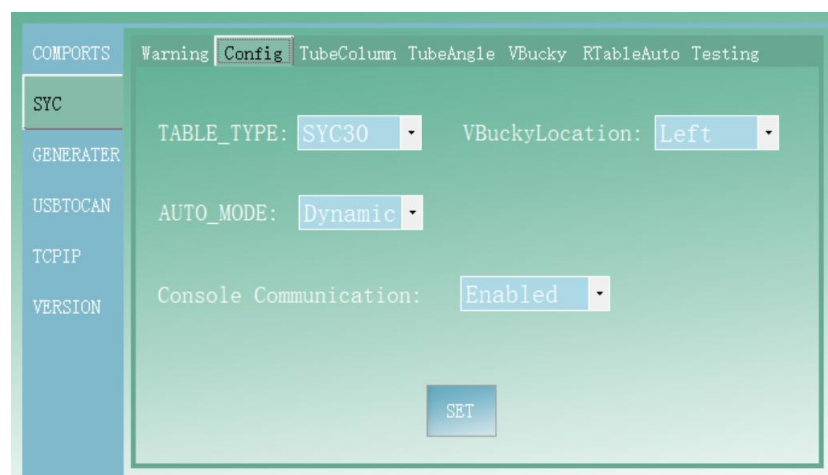 COMPORTS
SYC
GENERATER
USBTOCAN
TCPIP
VERSION
Warning Config TubeColumn TubeAngle VBucky RTableAuto Testing
TABLE_TYPE: SYC30 VBuckyLocation: Left
AUTO_MODE: Dynamic
Console Communication: Enabled
SET